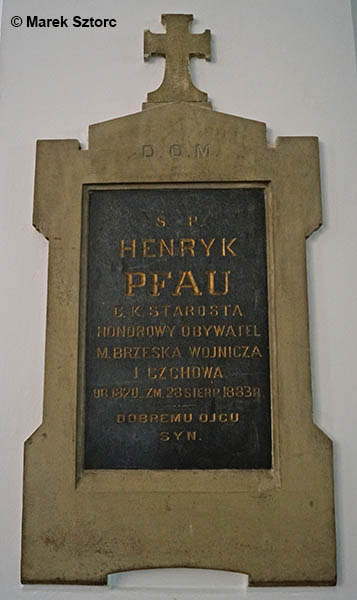 © Marek Sztorc
D. O. M.
Ś. P.
HENRYK
PFAU
C. K. STAROSTA
HONOROWY OBYWATEL
M. BRZESKA WOJNICZA
I CZCHOWA
UR. 1820. ZM. 28 SIERP. 1883 R.
DOBREMU OJCU
SYN.